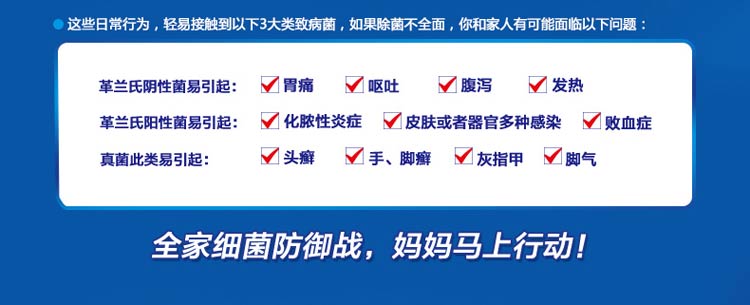 这些日常行为，轻易接触到以下3大类致病菌，如果除菌不全面，你和家人有可能面临以下问题：
革兰氏阴性菌易引起： 胃痛 呕吐 腹泻 发热
革兰氏阳性菌易引起： 化脓性炎症 皮肤或者器官多种感染 败血症
真菌此类易引起： 头癣 手、脚癣 灰指甲 脚气
全家细菌防御战，妈妈马上行动！